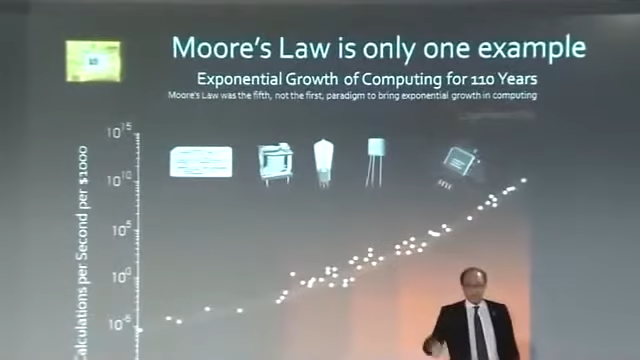 Moore's Law is only one example
Exponential Growth of Computing for 110 Years
Moore's Law was the fifth, not the first, paradigm to bring exponential growth in computing
10^15
10^10
10^5
10^0
10^-5
Calculations per Second per $1000